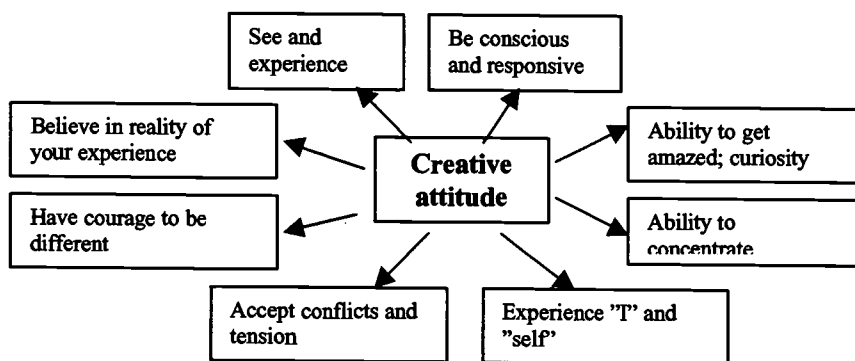 See and
experience
Be conscious
and responsive
Believe in reality of
your experience
Creative
attitude
Ability to get
amazed; curiosity
Have courage to be
different
Ability to
concentrate
Accept conflicts and
tension
Experience ”I” and
”self”